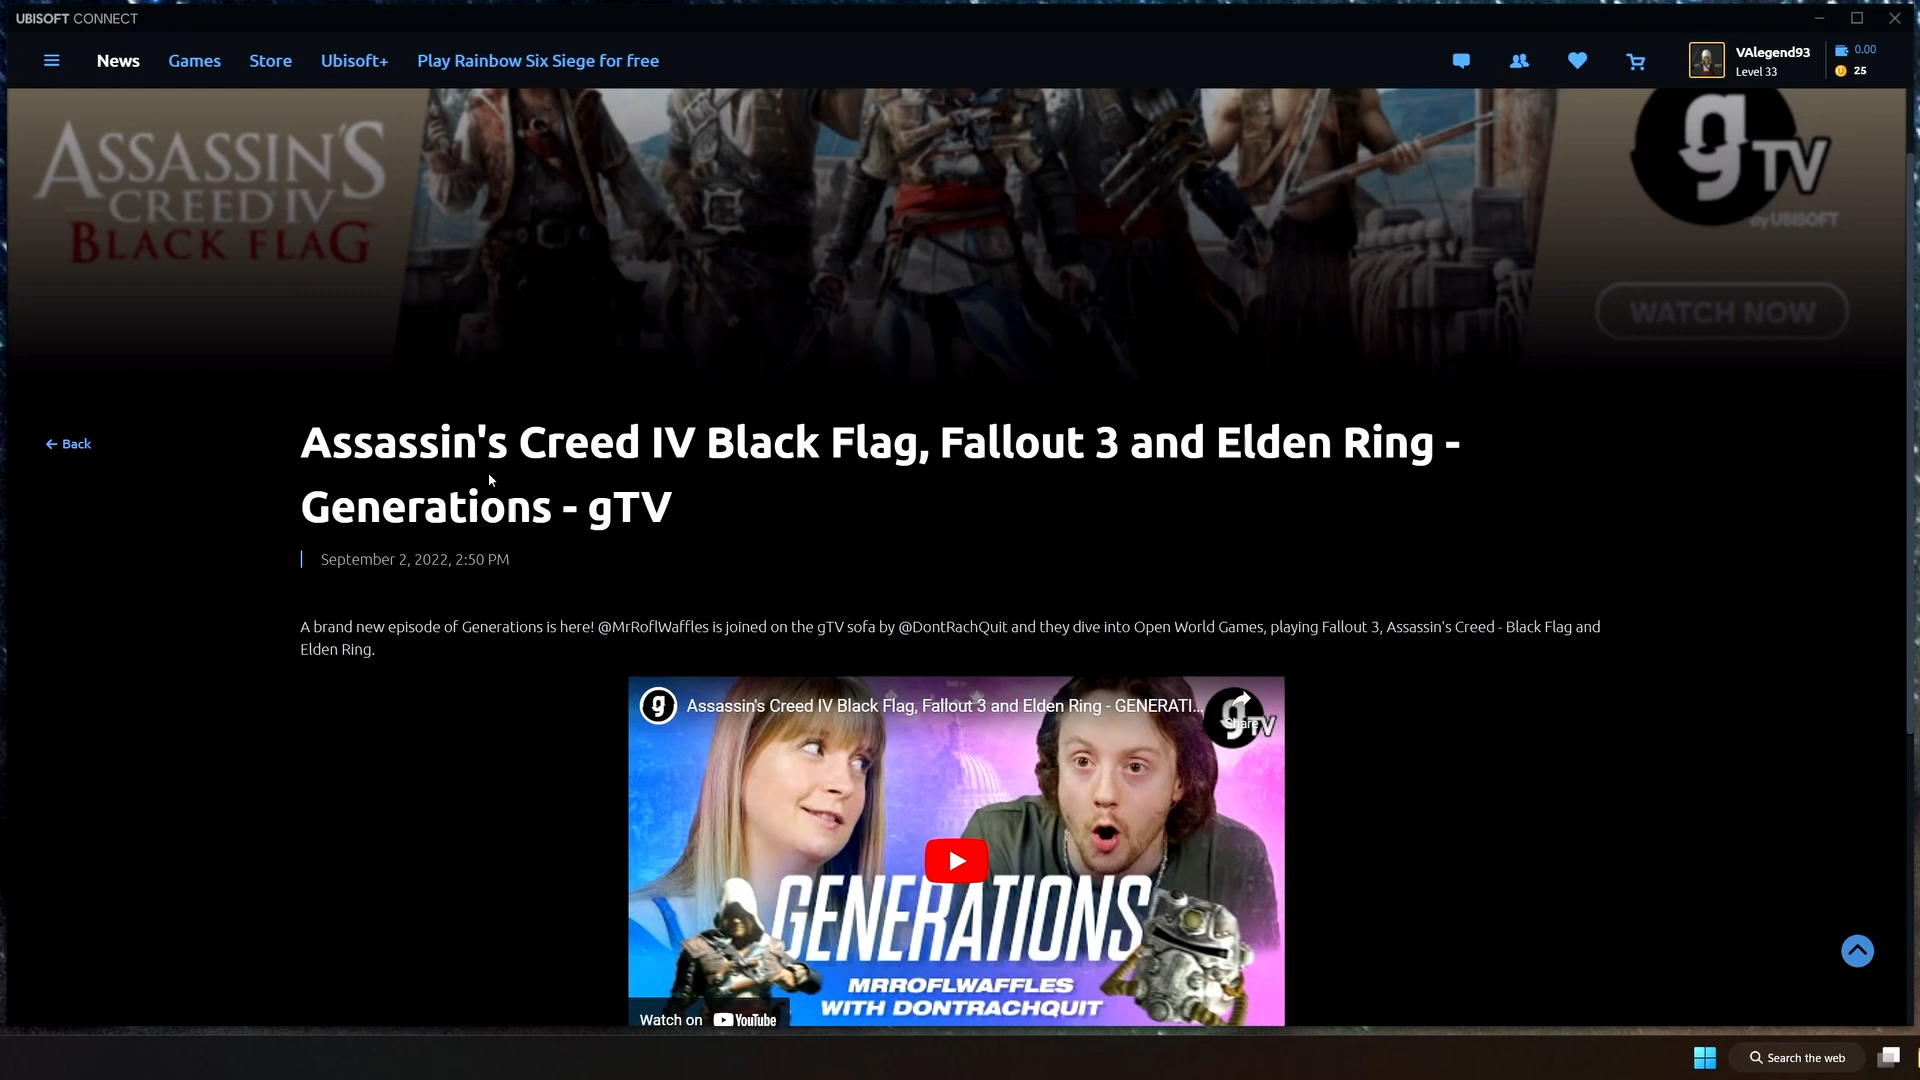 UBISOFT CONNECT
News
Games
Store
Ubisoft+
Play Rainbow Six Siege for free
VAlegend93
Level 33
0.00
25
ASSASSIN'S
CREED IV
BLACK FLAG
g TV
by UBISOFT
WATCH NOW
Back
Assassin's Creed IV Black Flag, Fallout 3 and Elden Ring -
Generations - gTV
September 2, 2022, 2:50 PM
A brand new episode of Generations is here! @MrRoflWaffles is joined on the gTV sofa by @DontRachQuit and they dive into Open World Games, playing Fallout 3, Assassin's Creed - Black Flag and
Elden Ring.
g
Assassin's Creed IV Black Flag, Fallout 3 and Elden Ring - GENERATI...
Share
g TV
GENERATIONS
MRROFLWAFFLES
WITH DONTRACHQUIT
Watch on YouTube
Search the web